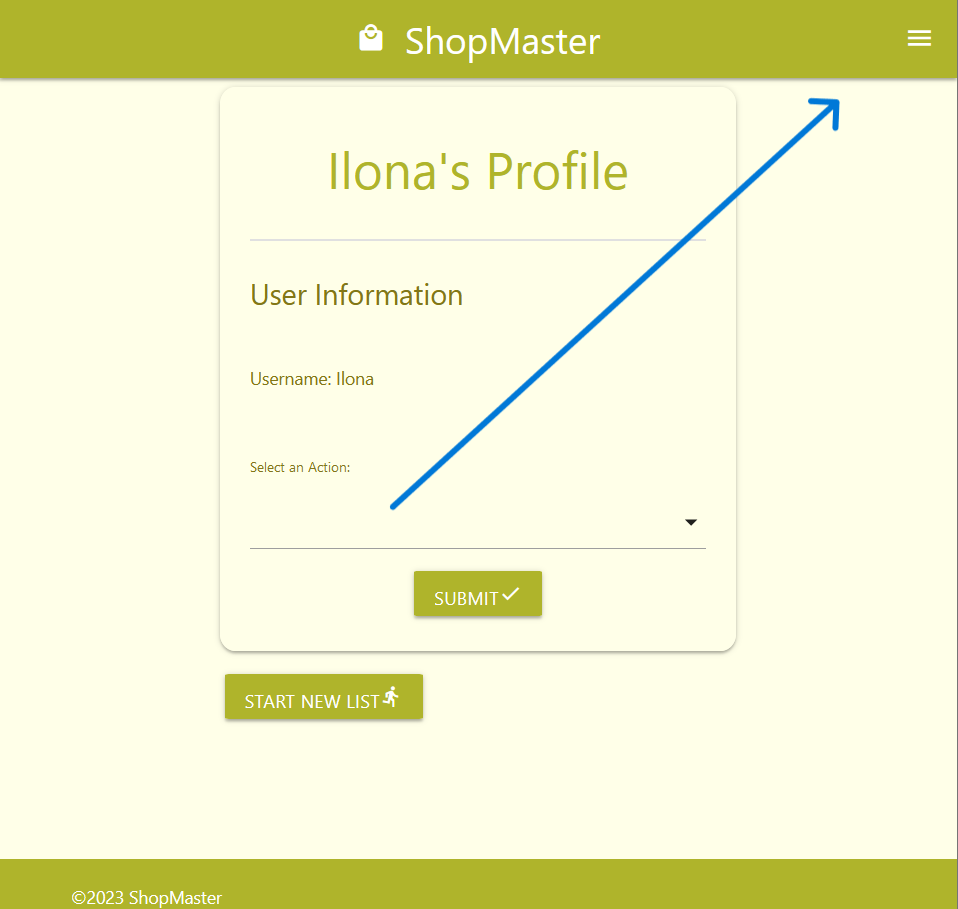 ShopMaster
Ilona's Profile
User Information
Username: Ilona
Select an Action:
SUBMIT
START NEW LIST
©2023 ShopMaster